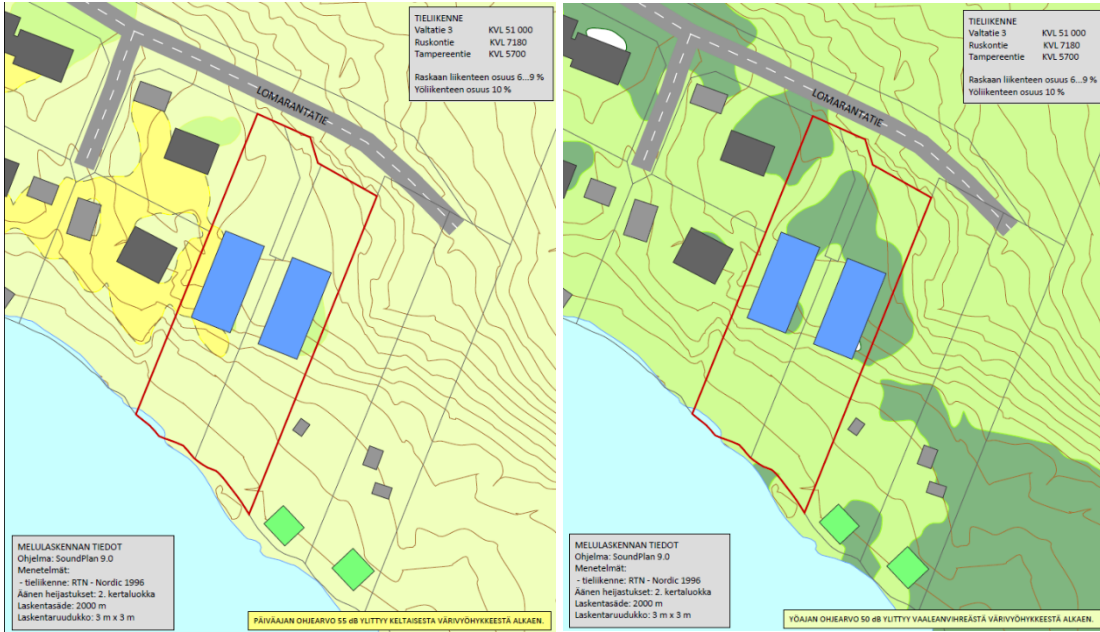 TIELIIKENNE
Valtatie 3 KVL 51 000
Ruskontie KVL 7180
Tampereentie KVL 5700
Raskaan liikenteen osuus 6...9 %
Yöliikenteen osuus 10 %
LOMARANTATIE
MELULASKENNAN TIEDOT
Ohjelma: SoundPlan 9.0
Menetelmät:
- tieliikenne: RTN - Nordic 1996
Äänen heijastukset: 2. kertaluokka
Laskentasäde: 2000 m
Laskentaruudukko: 3 m x 3 m
PÄIVÄAJAN OHJEARVO 55 dB YLITTYY KELTAISESTA VÄRIVYÖHYKKEESTÄ ALKAEN.
TIELIIKENNE
Valtatie 3 KVL 51 000
Ruskontie KVL 7180
Tampereentie KVL 5700
Raskaan liikenteen osuus 6...9 %
Yöliikenteen osuus 10 %
LOMARANTATIE
MELULASKENNAN TIEDOT
Ohjelma: SoundPlan 9.0
Menetelmät:
- tieliikenne: RTN - Nordic 1996
Äänen heijastukset: 2. kertaluokka
Laskentasäde: 2000 m
Laskentaruudukko: 3 m x 3 m
YÖAJAN OHJEARVO 50 dB YLITTYY VAALEANVIHREÄSTÄ VÄRIVYÖHYKKEESTÄ ALKAEN.